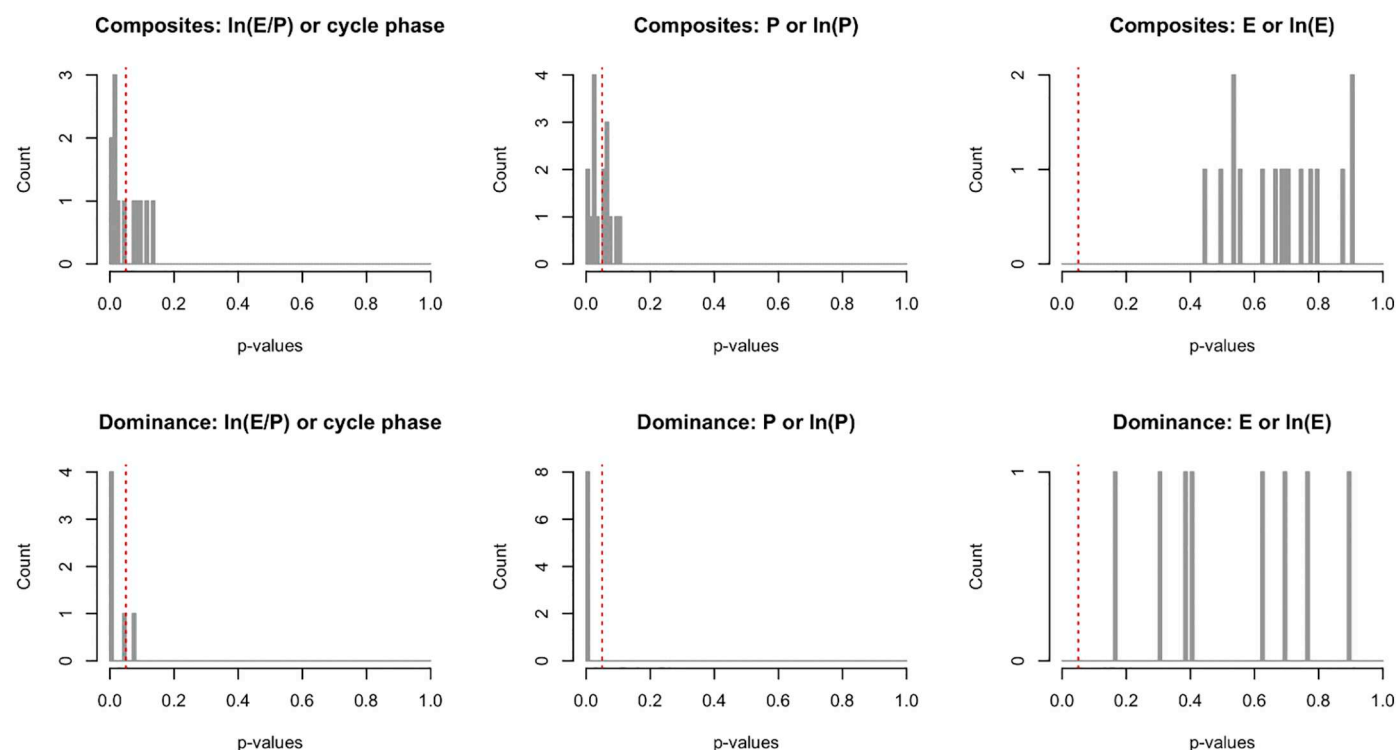 Composites: ln(E/P) or cycle phase
Count
3
2
1
0
0.0 0.2 0.4 0.6 0.8 1.0
p-values
Composites: P or ln(P)
Count
4
3
2
1
0
0.0 0.2 0.4 0.6 0.8 1.0
p-values
Composites: E or ln(E)
Count
2
1
0
0.0 0.2 0.4 0.6 0.8 1.0
p-values
Dominance: ln(E/P) or cycle phase
Count
4
3
2
1
0
0.0 0.2 0.4 0.6 0.8 1.0
p-values
Dominance: P or ln(P)
Count
8
6
4
2
0
0.0 0.2 0.4 0.6 0.8 1.0
p-values
Dominance: E or ln(E)
Count
1
0
0.0 0.2 0.4 0.6 0.8 1.0
p-values